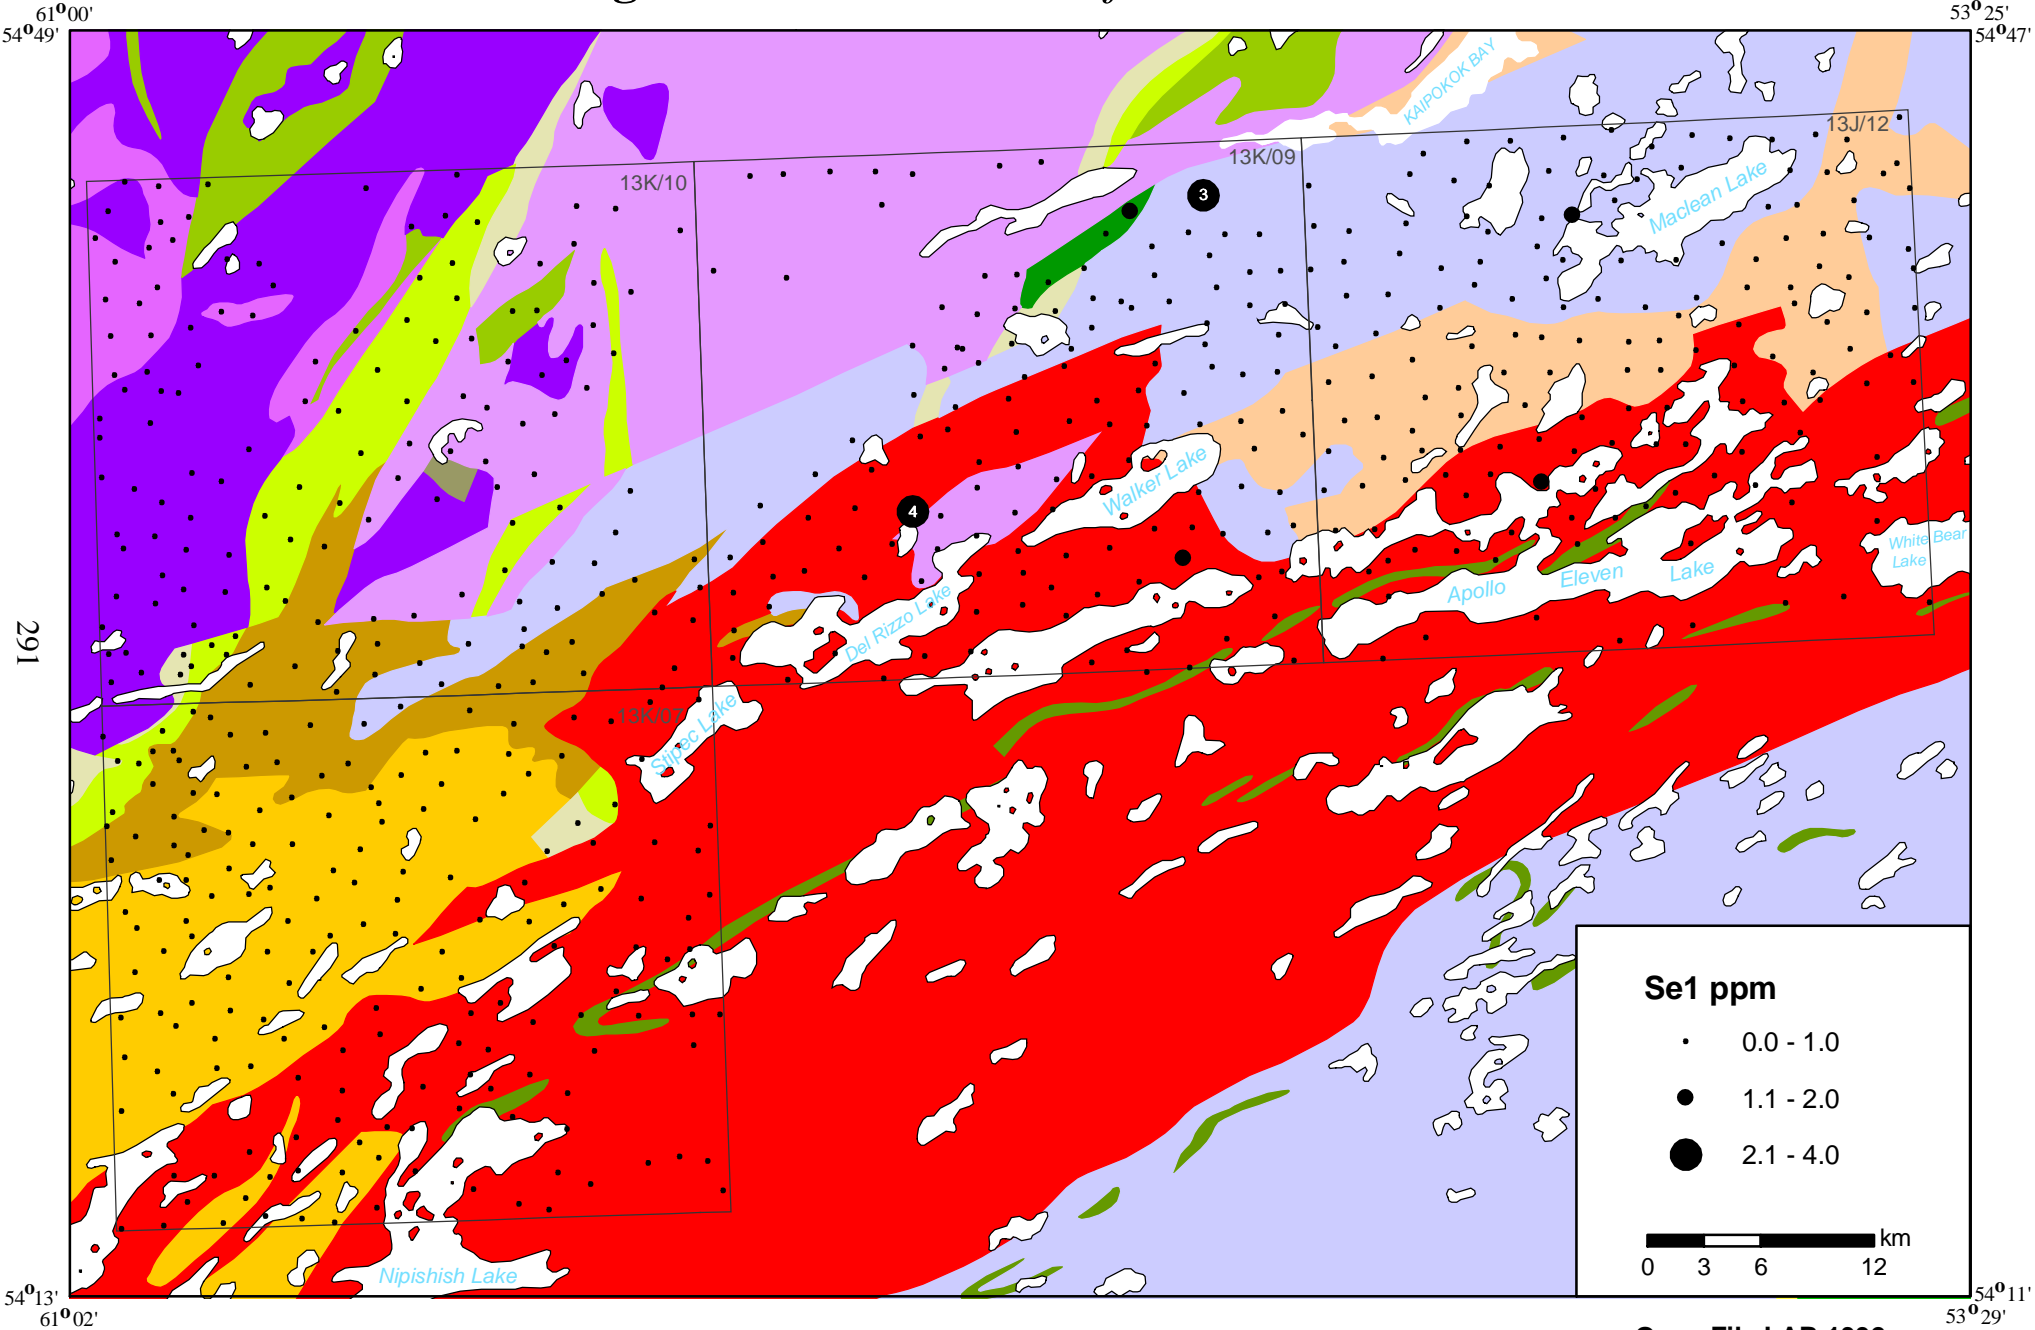 61°00'
53°25'
54°49'
54°47'
KAIPOKOK BAY
13J/12
13K/09
13K/10
Maclean Lake
3
Walker Lake
4
White Bear
Lake
Apollo Eleven Lake
Del Rizzo Lake
291
13K/07
Stipec Lake
Se1 ppm
0.0 - 1.0
1.1 - 2.0
2.1 - 4.0
km
0 3 6 12
Nipishish Lake
54°13'
54°11'
61°02'
53°29'